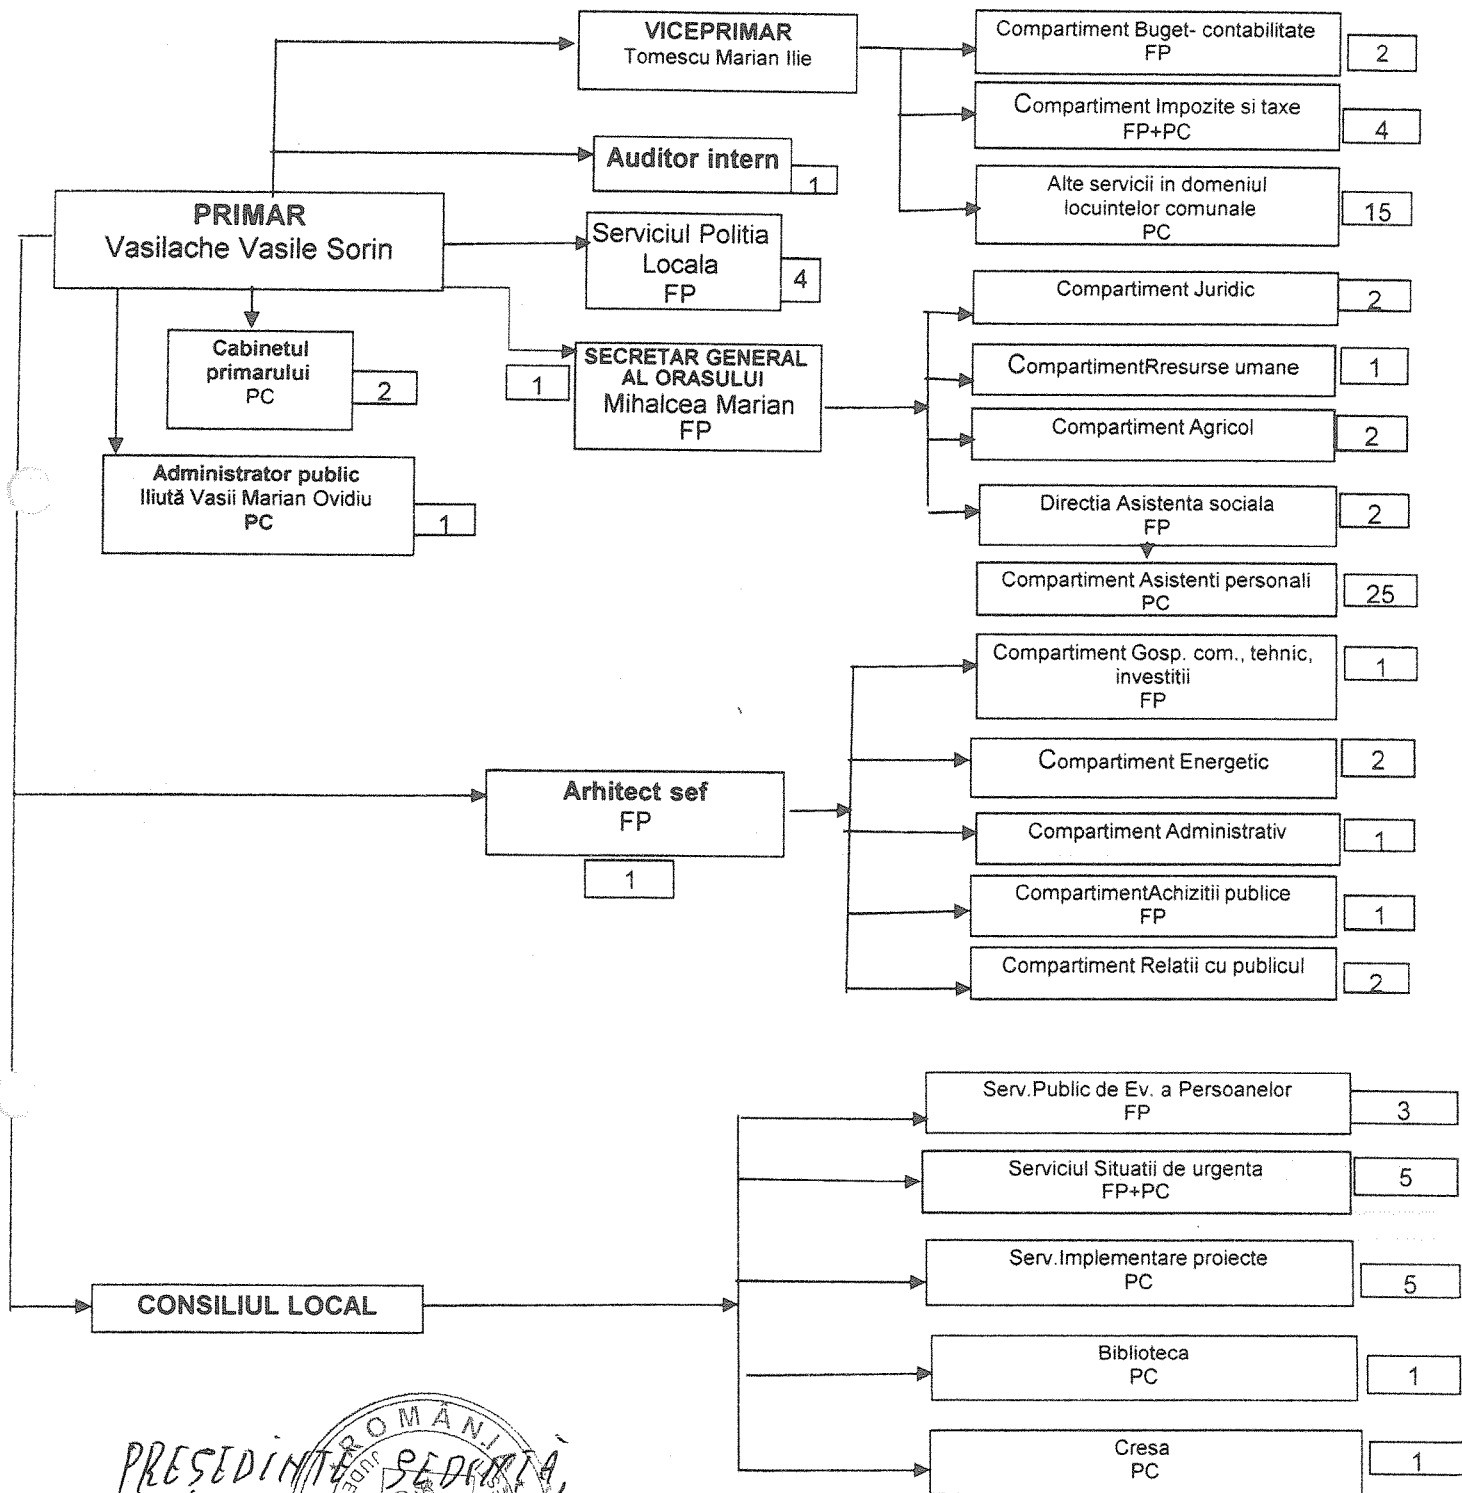 VICEPRIMAR
Tomescu Marian Ilie
Compartiment Buget- contabilitate
FP
2
Compartiment Impozite si taxe
FP+PC
4
Alte servicii in domeniul
locuintelor comunale
PC
15
Auditor intern
1
PRIMAR
Vasilache Vasile Sorin
Serviciul Politia
Locala
FP
4
Cabinetul
primarului
PC
2
Administrator public
Iliută Vasii Marian Ovidiu
PC
1
1
SECRETAR GENERAL
AL ORASULUI
Mihalcea Marian
FP
Compartiment Juridic
2
CompartimentRresurse umane
1
Compartiment Agricol
2
Directia Asistenta sociala
FP
2
Compartiment Asistenti personali
PC
25
Arhitect sef
FP
1
Compartiment Gosp. com., tehnic,
investitii
FP
1
Compartiment Energetic
2
Compartiment Administrativ
1
CompartimentAchizitii publice
FP
1
Compartiment Relatii cu publicul
2
CONSILIUL LOCAL
Serv.Public de Ev. a Persoanelor
FP
3
Serviciul Situatii de urgenta
FP+PC
5
Serv.Implementare proiecte
PC
5
Biblioteca
PC
1
Cresa
PC
1
PREȘEDINTE
ROMÂNIA